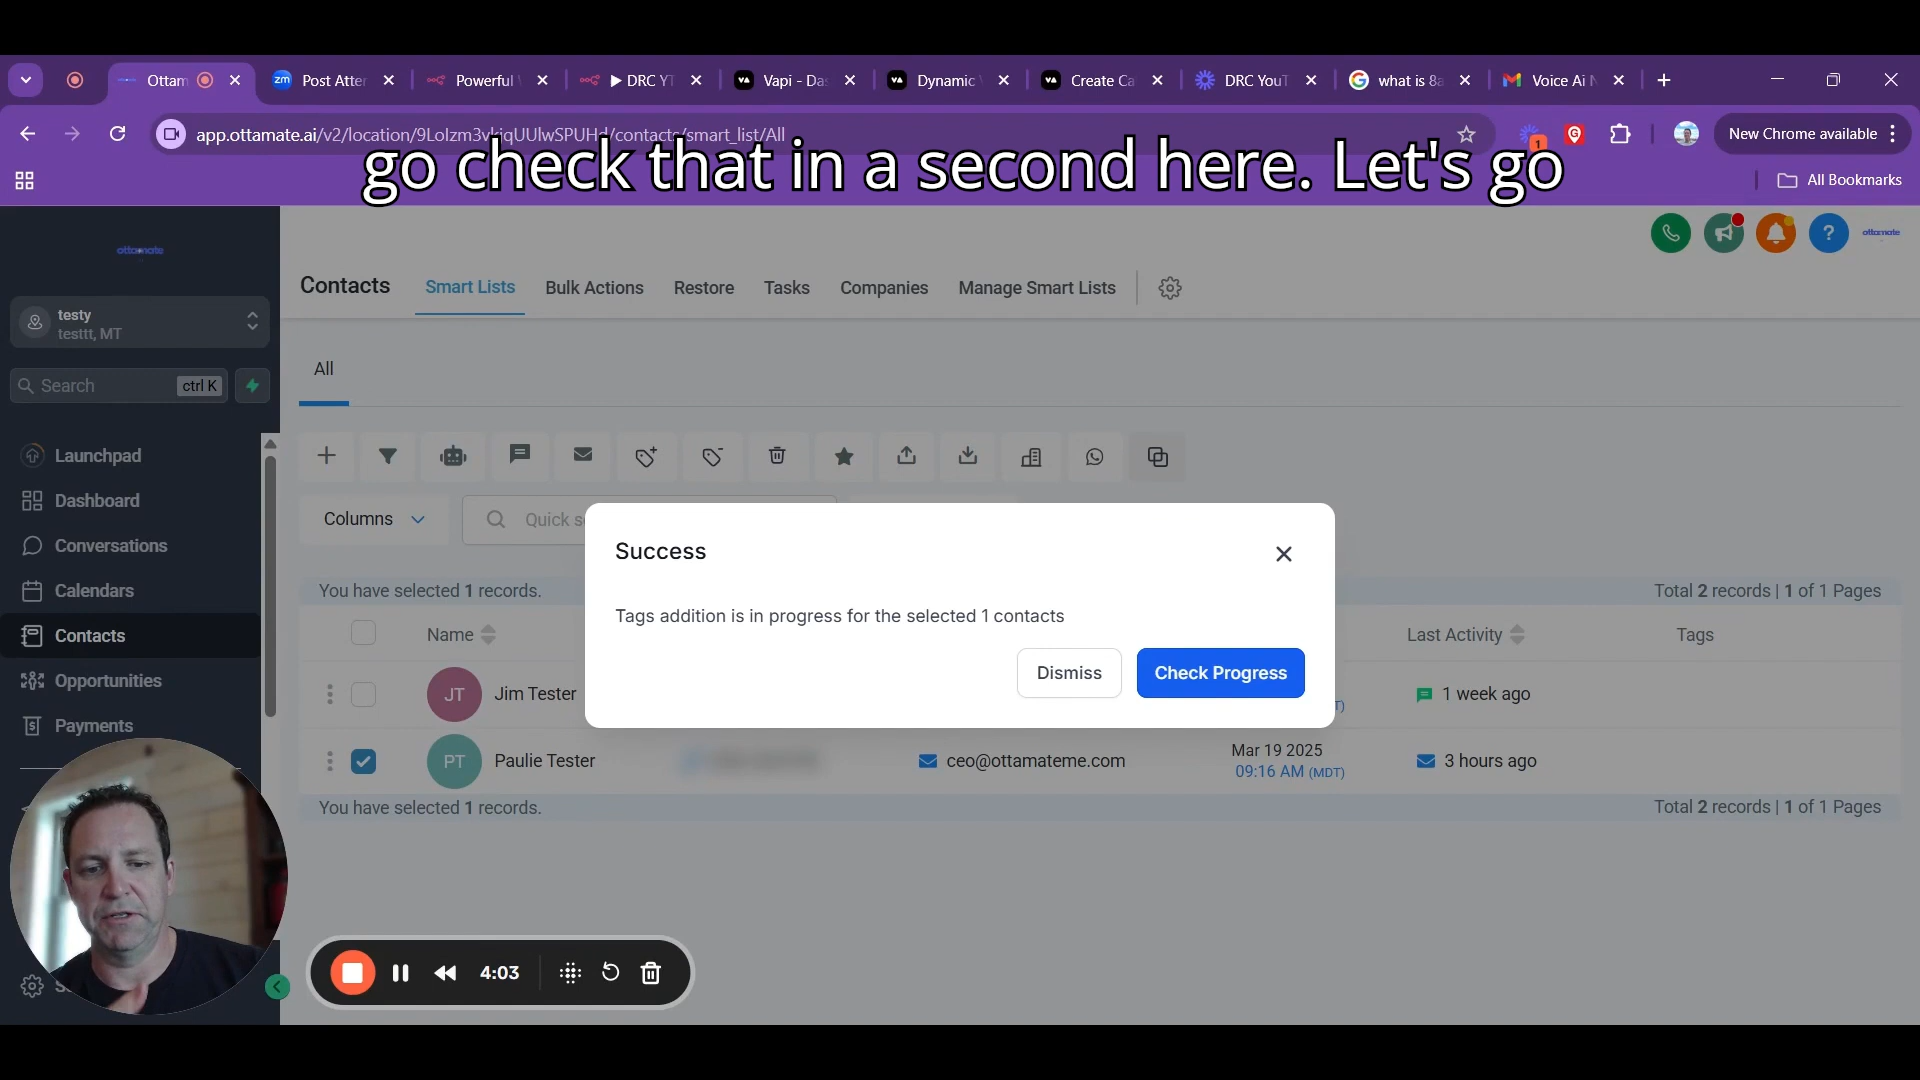 Ottam
zm Post Atter
Powerful
▶ DRC YT
Vapi - Das
Dynamic
Create Ca
DRC YouT
what is 8a
Voice Ai N
app.ottamate.ai/v2/location/9LoIzm3vkjqUUlwSPUHd/contacts/smart_list/All
1
New Chrome available
go check that in a second here. Let's go
All Bookmarks
ottamate
?
ottamate
testy
testtt, MT
Contacts
Smart Lists
Bulk Actions
Restore
Tasks
Companies
Manage Smart Lists
Search
ctrl K
All
Launchpad
Dashboard
Conversations
Calendars
Contacts
Opportunities
Payments
Columns
Quick s
Success
Tags addition is in progress for the selected 1 contacts
Dismiss
Check Progress
You have selected 1 records.
Total 2 records | 1 of 1 Pages
Name
Last Activity
Tags
JT
Jim Tester
1 week ago
PT
Paulie Tester
ceo@ottamateme.com
Mar 19 2025
09:16 AM (MDT)
3 hours ago
You have selected 1 records.
Total 2 records | 1 of 1 Pages
4:03